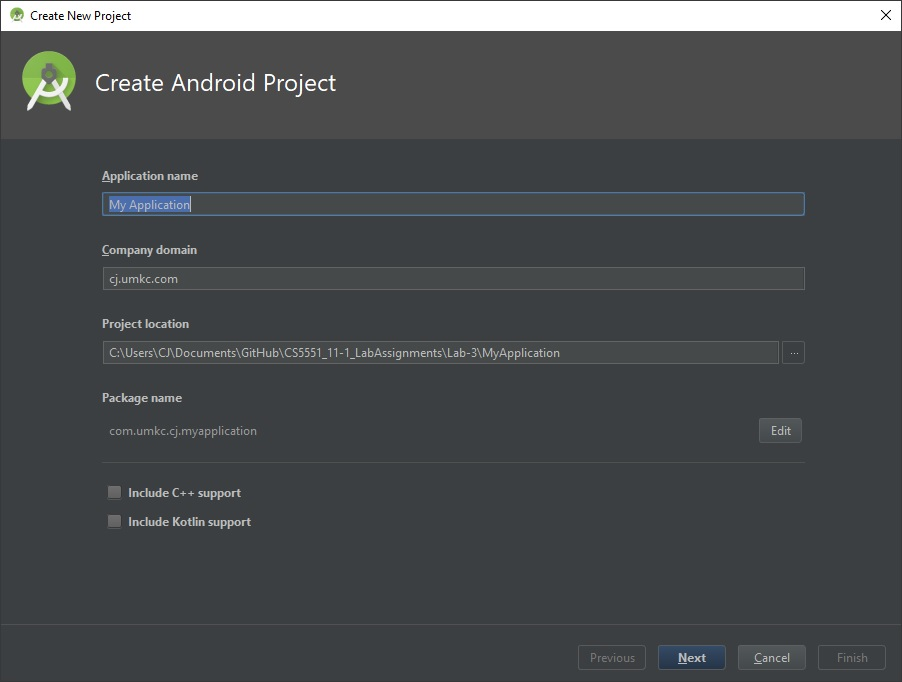 Create New Project
Create Android Project
Application name
My Application
Company domain
cj.umkc.com
Project location
C:\Users\CJ\Documents\GitHub\CS5551_11-1_LabAssignments\Lab-3\MyApplication
...
Package name
com.umkc.cj.myapplication
Edit
Include C++ support
Include Kotlin support
Previous Next Cancel Finish